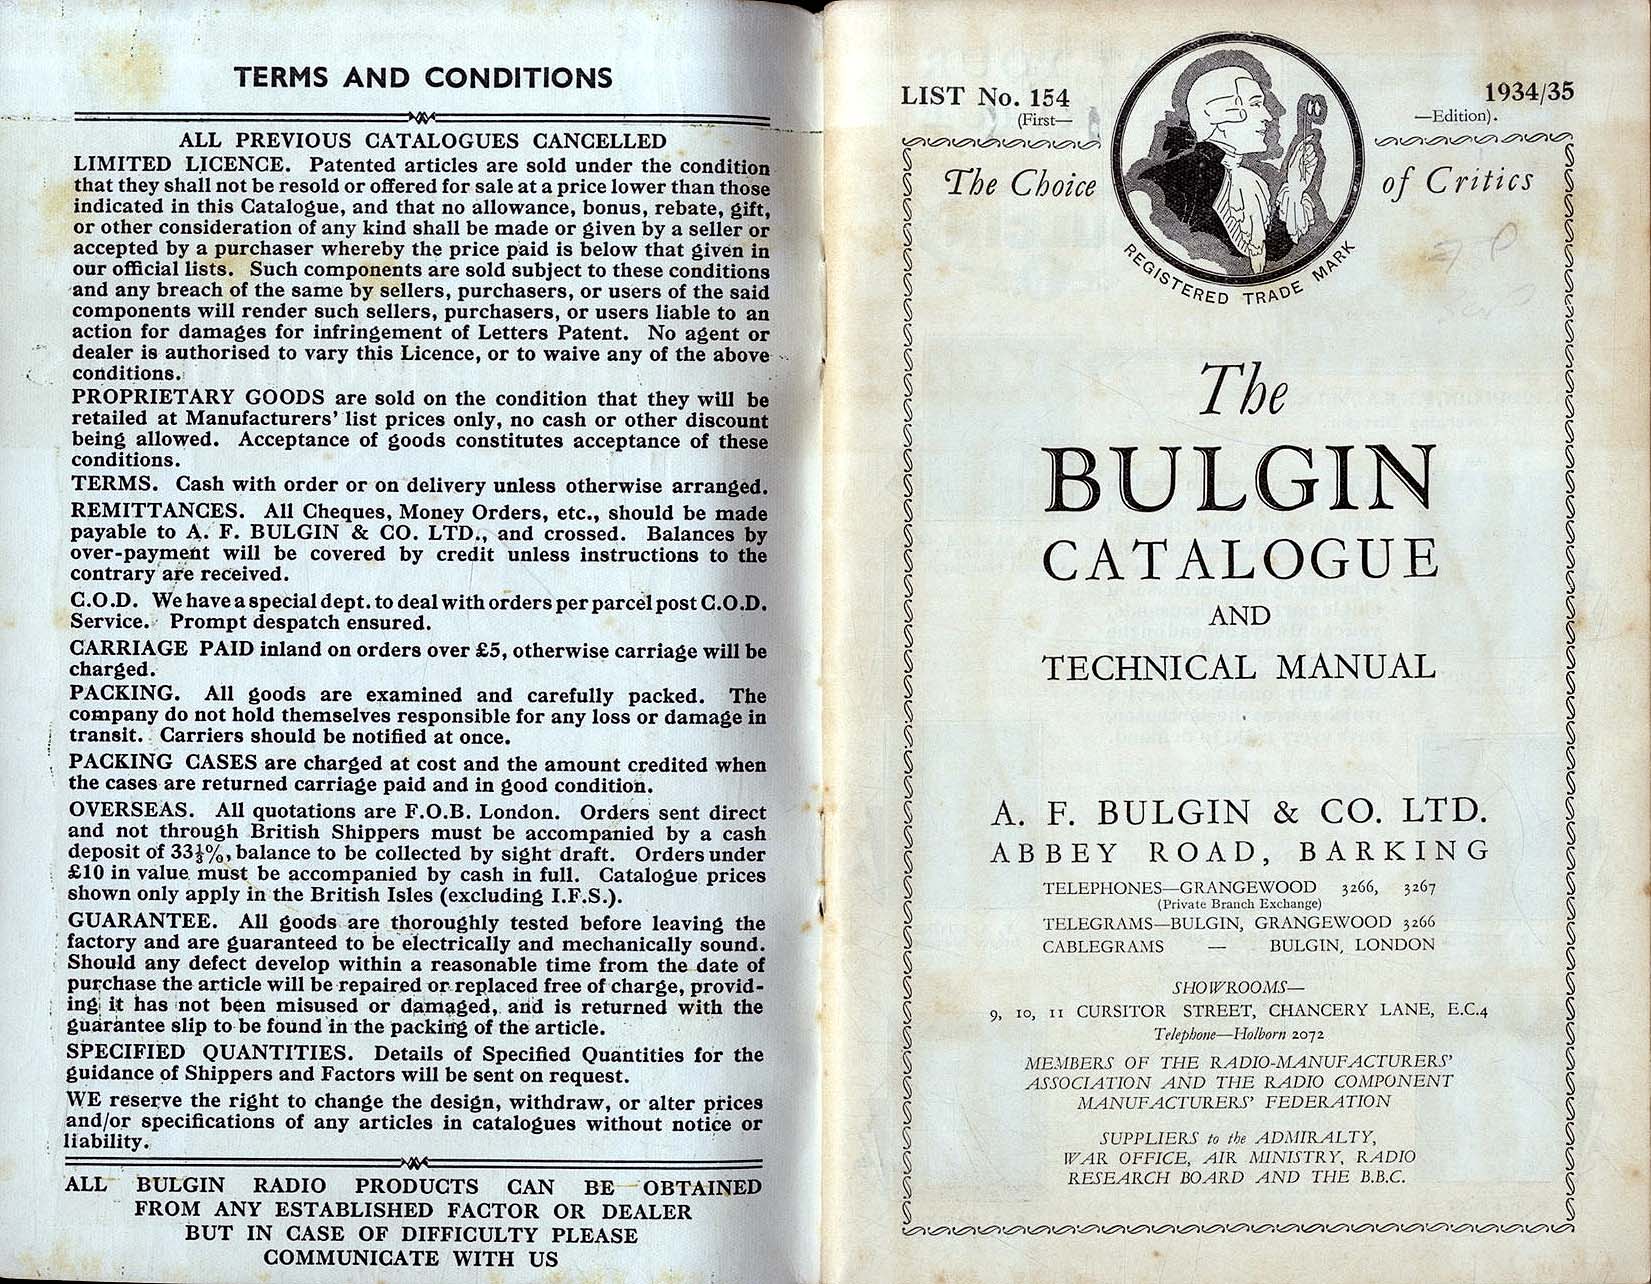 TERMS AND CONDITIONS
ALL PREVIOUS CATALOGUES CANCELLED
LIMITED LICENCE. Patented articles are sold under the condition
that they shall not be resold or offered for sale at a price lower than those
indicated in this Catalogue, and that no allowance, bonus, rebate, gift,
or other consideration of any kind shall be made or given by a seller or
accepted by a purchaser whereby the price paid is below that given in
our official lists. Such components are sold subject to these conditions
and any breach of the same by sellers, purchasers, or users of the said
components will render such sellers, purchasers, or users liable to an
action for damages for infringement of Letters Patent. No agent or
dealer is authorised to vary this Licence, or to waive any of the above
conditions.
PROPRIETARY GOODS are sold on the condition that they will be
retailed at Manufacturers' list prices only, no cash or other discount
being allowed. Acceptance of goods constitutes acceptance of these
conditions.
TERMS. Cash with order or on delivery unless otherwise arranged.
REMITTANCES. All Cheques, Money Orders, etc., should be made
payable to A. F. BULGIN & CO. LTD., and crossed. Balances by
over-payment will be covered by credit unless instructions to the
contrary are received.
C.O.D. We have a special dept. to deal with orders per parcel post C.O.D.
Service. Prompt despatch ensured.
CARRIAGE PAID inland on orders over £5, otherwise carriage will be
charged.
PACKING. All goods are examined and carefully packed. The
company do not hold themselves responsible for any loss or damage in
transit. Carriers should be notified at once.
PACKING CASES are charged at cost and the amount credited when
the cases are returned carriage paid and in good condition.
OVERSEAS. All quotations are F.O.B. London. Orders sent direct
and not through British Shippers must be accompanied by a cash
deposit of 33⅓%, balance to be collected by sight draft. Orders under
£10 in value must be accompanied by cash in full. Catalogue prices
shown only apply in the British Isles (excluding I.F.S.).
GUARANTEE. All goods are thoroughly tested before leaving the
factory and are guaranteed to be electrically and mechanically sound.
Should any defect develop within a reasonable time from the date of
purchase the article will be repaired or replaced free of charge, provid-
ing it has not been misused or damaged, and is returned with the
guarantee slip to be found in the packing of the article.
SPECIFIED QUANTITIES. Details of Specified Quantities for the
guidance of Shippers and Factors will be sent on request.
WE reserve the right to change the design, withdraw, or alter prices
and/or specifications of any articles in catalogues without notice or
liability.
ALL BULGIN RADIO PRODUCTS CAN BE OBTAINED
FROM ANY ESTABLISHED FACTOR OR DEALER
BUT IN CASE OF DIFFICULTY PLEASE
COMMUNICATE WITH US
LIST No. 154 1934/35
(First— —Edition).
The Choice of Critics
REGISTERED TRADE MARK
The
BULGIN
CATALOGUE
AND
TECHNICAL MANUAL
A. F. BULGIN & CO. LTD.
ABBEY ROAD, BARKING
TELEPHONES—GRANGEWOOD 3266, 3267
(Private Branch Exchange)
TELEGRAMS—BULGIN, GRANGEWOOD 3266
CABLEGRAMS — BULGIN, LONDON
SHOWROOMS—
9, 10, 11 CURSITOR STREET, CHANCERY LANE, E.C.4
Telephone—Holborn 2072
MEMBERS OF THE RADIO-MANUFACTURERS'
ASSOCIATION AND THE RADIO COMPONENT
MANUFACTURERS' FEDERATION
SUPPLIERS to the ADMIRALTY,
WAR OFFICE, AIR MINISTRY, RADIO
RESEARCH BOARD AND THE B.B.C.